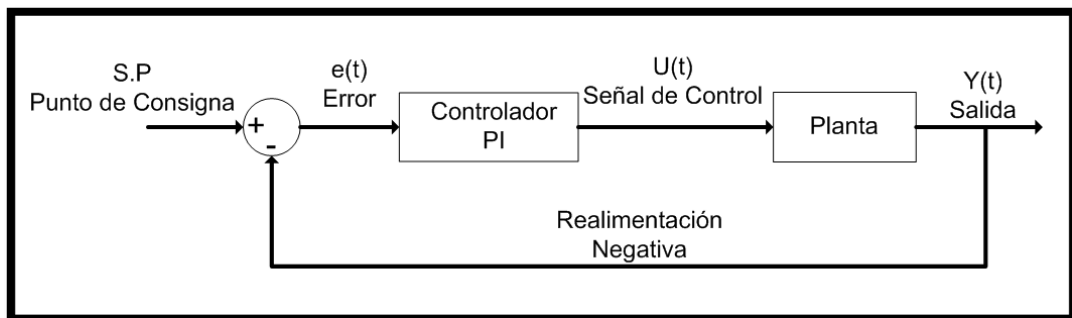 S.P
Punto de Consigna
e(t)
Error
U(t)
Señal de Control
Y(t)
Salida
+
-
Controlador
PI
Planta
Realimentación
Negativa